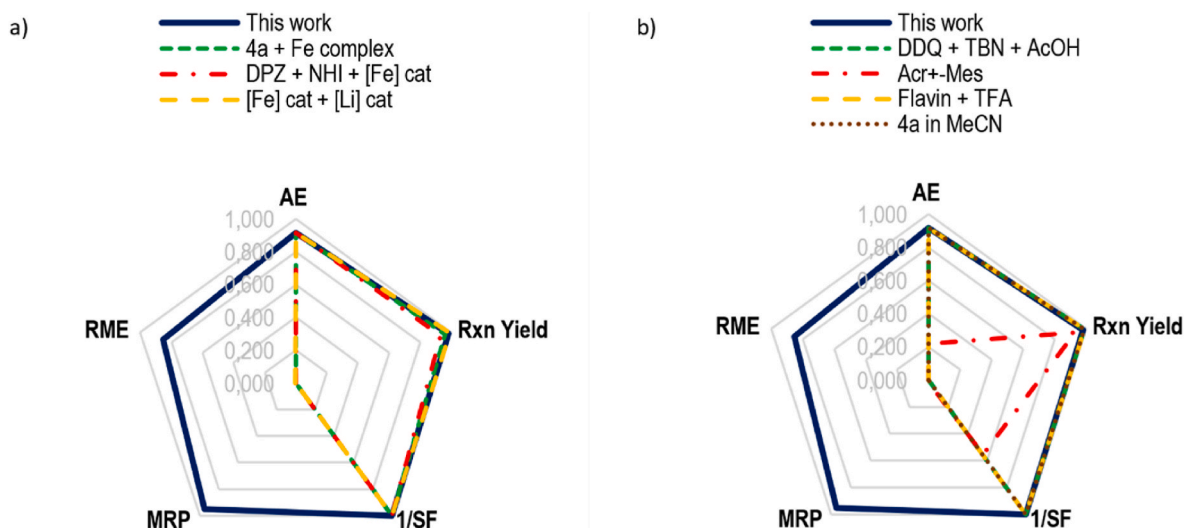 a)
This work
4a + Fe complex
DPZ + NHI + [Fe] cat
[Fe] cat + [Li] cat
AE
1,000
0,800
0,600
0,400
0,200
0,000
RME
Rxn Yield
MRP
1/SF
b)
This work
DDQ + TBN + AcOH
Acr+-Mes
Flavin + TFA
4a in MeCN
AE
1,000
0,800
0,600
0,400
0,200
0,000
RME
Rxn Yield
MRP
1/SF